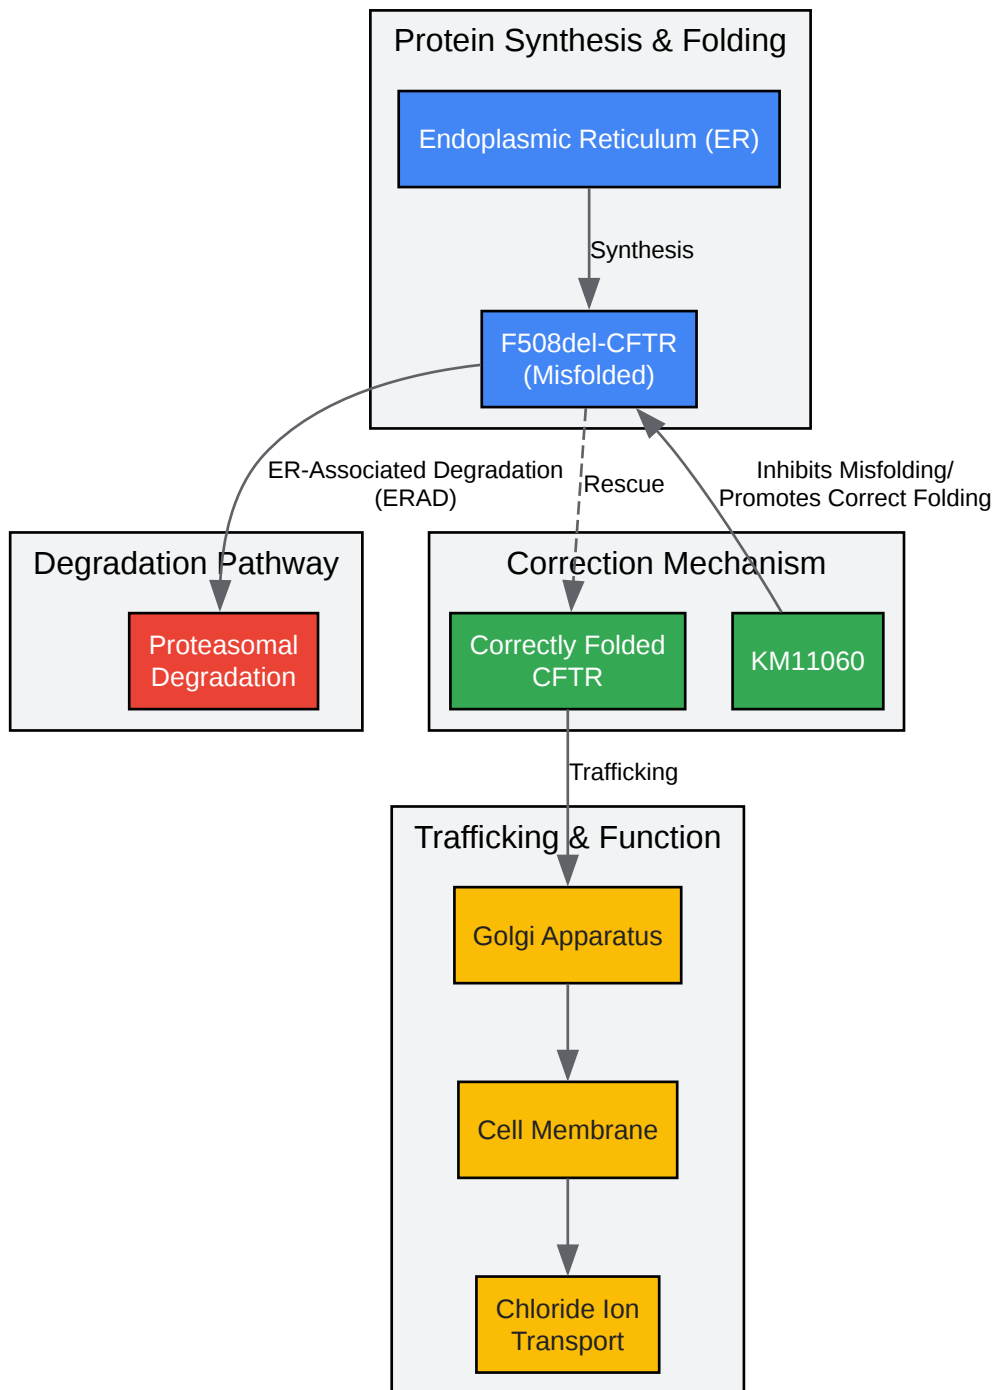 Protein Synthesis & Folding
Endoplasmic Reticulum (ER)
Synthesis
F508del-CFTR
(Misfolded)
ER-Associated Degradation
(ERAD)
Rescue
Inhibits Misfolding/
Promotes Correct Folding
Degradation Pathway
Proteasomal
Degradation
Correction Mechanism
Correctly Folded
CFTR
KM11060
Trafficking
Trafficking & Function
Golgi Apparatus
Cell Membrane
Chloride Ion
Transport